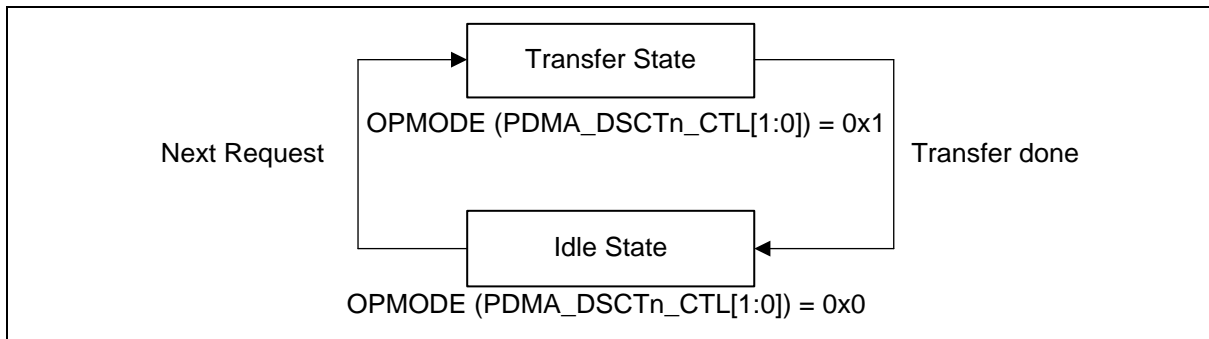 Transfer State
OPMODE (PDMA_DSCTn_CTL[1:0]) = 0x1
Next Request
Transfer done
Idle State
OPMODE (PDMA_DSCTn_CTL[1:0]) = 0x0